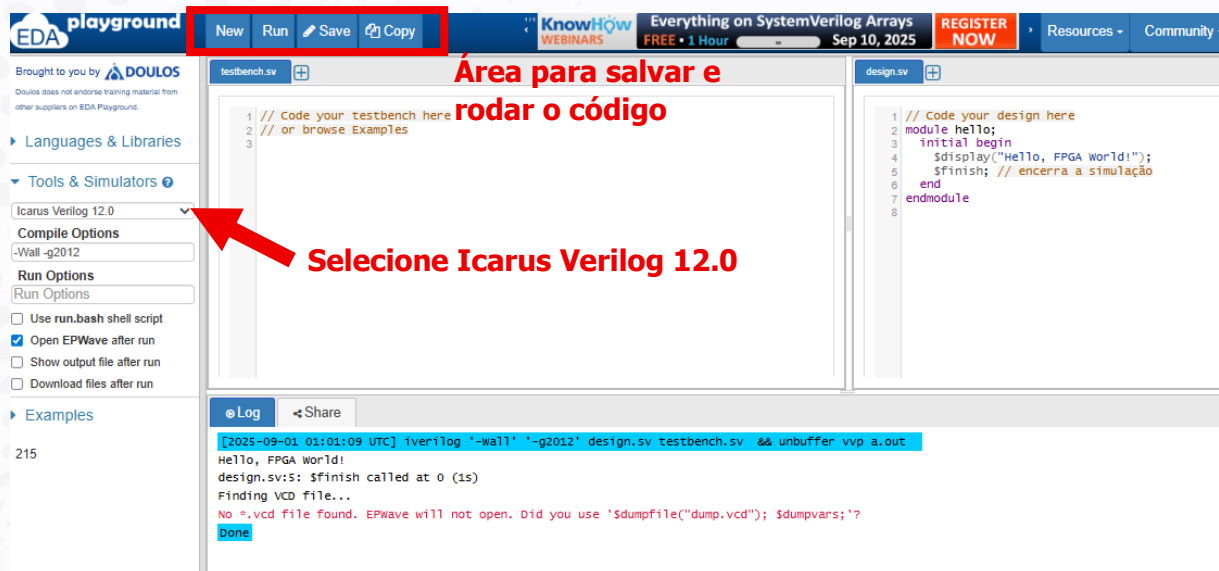 EDA playground
New Run Save Copy
KnowHow
WEBINARS
Everything on SystemVerilog Arrays
FREE ▪ 1 Hour Sep 10, 2025
REGISTER
NOW
Resources
Community
Brought to you by DOULOS
Doulos does not endorse training material from
other suppliers on EDA Playground.
Languages & Libraries
Tools & Simulators
Icarus Verilog 12.0
Compile Options
-Wall -g2012
Run Options
Run Options
Use run.bash shell script
Open EPWave after run
Show output file after run
Download files after run
Examples
215
testbench.sv
Área para salvar e
rodar o código
1 // Code your testbench here
2 // or browse Examples
3
Selecione Icarus Verilog 12.0
design.sv
1 // Code your design here
2 module hello;
3 initial begin
4 $display("Hello, FPGA World!");
5 $finish; // encerra a simulação
6 end
7 endmodule
8
Log Share
[2025-09-01 01:01:09 UTC] iverilog '-Wall' '-g2012' design.sv testbench.sv && unbuffer vvp a.out
Hello, FPGA World!
design.sv:5: $finish called at 0 (1s)
Finding VCD file...
No *.vcd file found. EPWave will not open. Did you use '$dumpfile("dump.vcd"); $dumpvars;'?
Done